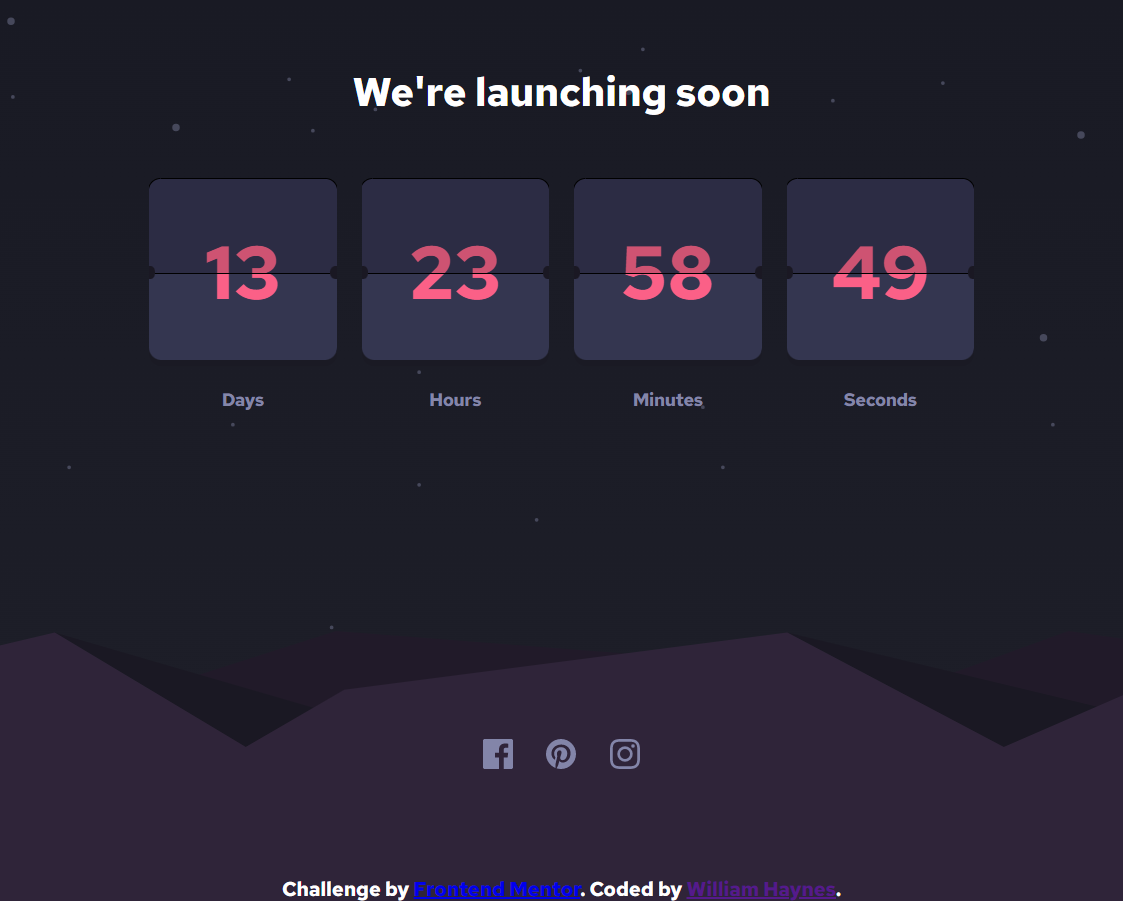 We're launching soon
13 23 58 49
Days Hours Minutes Seconds
Challenge by Frontend Mentor. Coded by William Haynes.